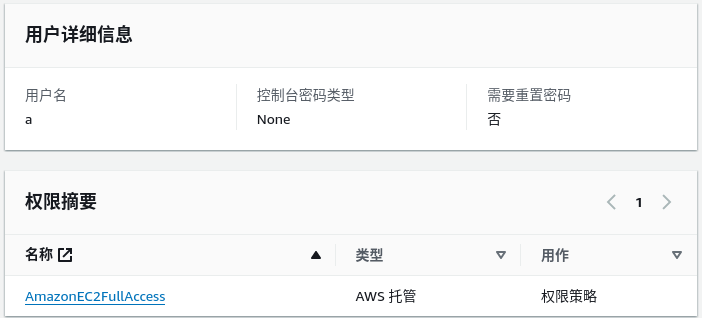 用户详细信息
用户名 控制台密码类型 需要重置密码
a None 否
权限摘要 1
名称 类型 用作
AmazonEC2FullAccess AWS 托管 权限策略